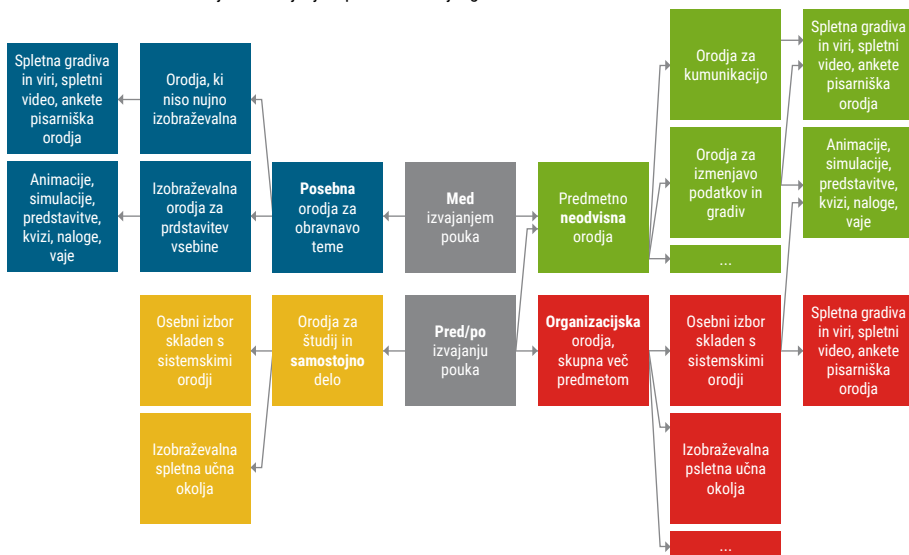 Spletna gradiva
in viri, spletni
video, ankete
pisarniška
orodja
Orodja, ki
niso nujno
izobraževalna
Orodja za
kumunikacijo
Spletna gradiva
in viri, spletni
video, ankete
pisarniška
orodja
Animacije,
simulacije,
predstavitve,
kvizi, naloge,
vaje
Izobraževalna
orodja za
prdstavitev
vsebine
Posebna
orodja za
obravnavo
teme
Med
izvajanjem
pouka
Predmetno
neodvisna
orodja
Orodja za
izmenjavo
podatkov in
gradiv
Animacije,
simulacije,
predstavitve,
kvizi, naloge,
vaje
...
Osebni izbor
skladen s
sistemskimi
orodji
Orodja za
študij in
samostojno
delo
Pred/po
izvajanju
pouka
Organizacijska
orodja,
skupna več
predmetom
Osebni izbor
skladen s
sistemskimi
orodji
Spletna gradiva
in viri, spletni
video, ankete
pisarniška
orodja
Izobraževalna
spletna učna
okolja
Izobraževalna
psletna učna
okolja
...